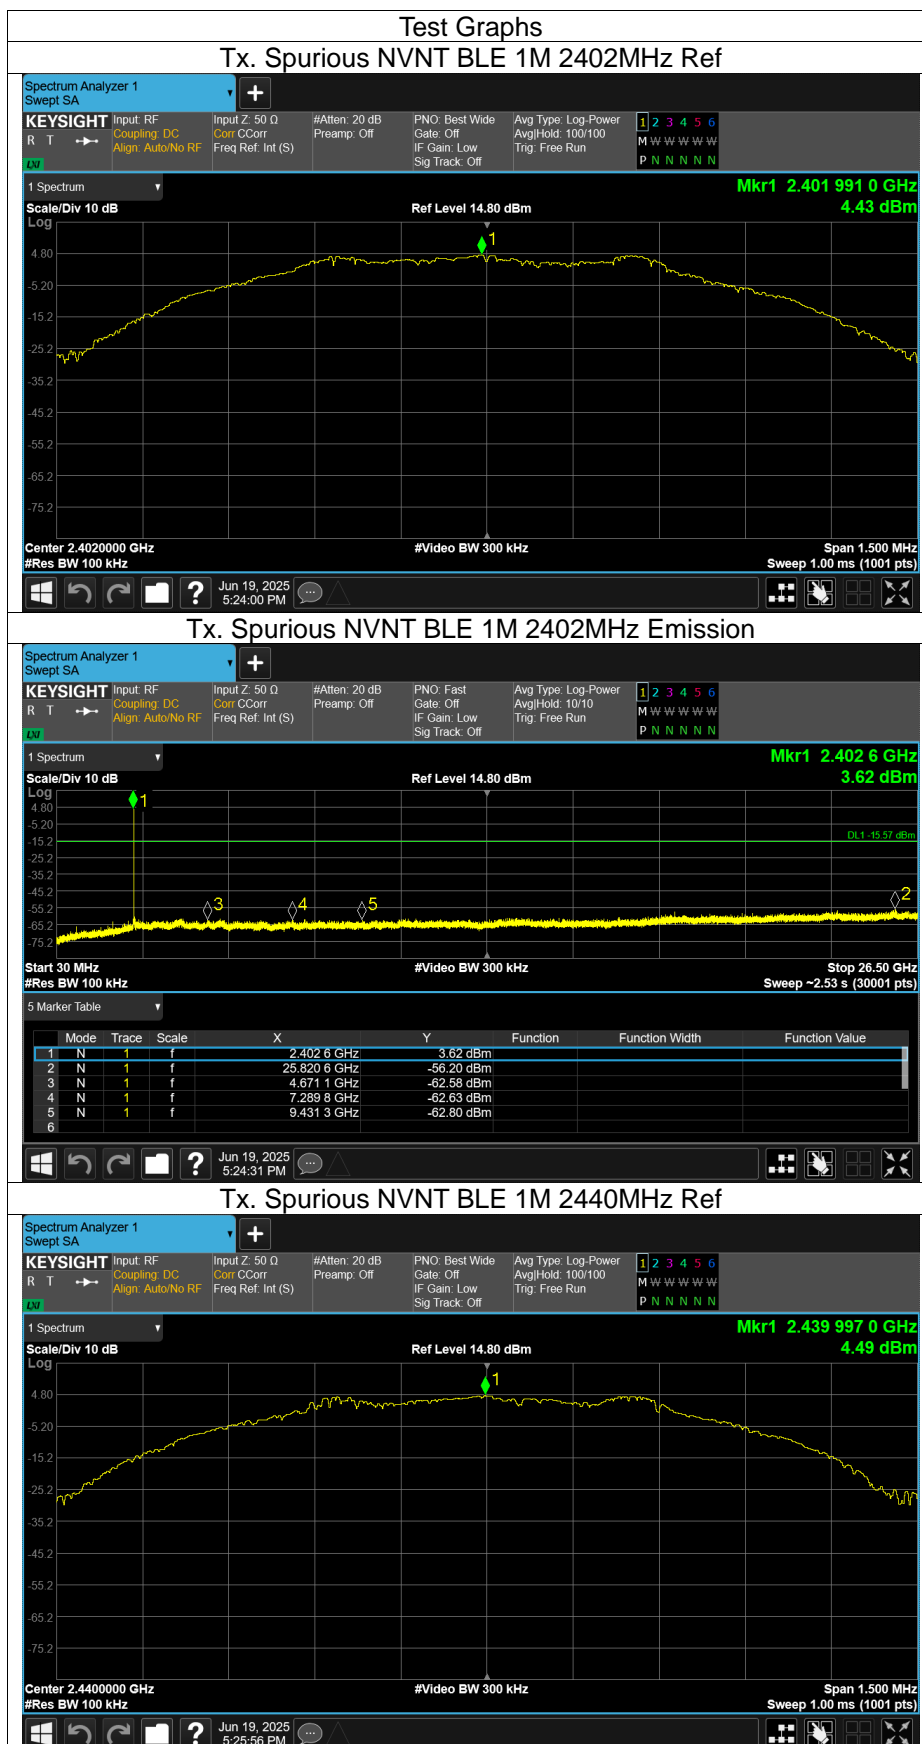 Test Graphs
Tx. Spurious NVNT BLE 1M 2402MHz Ref
Spectrum Analyzer 1
Swept SA
+
KEYSIGHT Input: RF Input Z: 50 Ω #Atten: 20 dB PNO: Best Wide Avg Type: Log-Power 1 2 3 4 5 6
R T Coupling: DC Corr CCorr Preamp: Off Gate: Off Avg|Hold: 100/100 M W W W W W
Align: Auto/No RF Freq Ref: Int (S) IF Gain: Low Trig: Free Run
LXI Sig Track: Off P N N N N N
1 Spectrum Mkr1 2.401 991 0 GHz
Scale/Div 10 dB Ref Level 14.80 dBm 4.43 dBm
Log
1
4.80
-5.20
-15.2
-25.2
-35.2
-45.2
-55.2
-65.2
-75.2
Center 2.4020000 GHz #Video BW 300 kHz Span 1.500 MHz
#Res BW 100 kHz Sweep 1.00 ms (1001 pts)
? Jun 19, 2025
5:24:00 PM
Tx. Spurious NVNT BLE 1M 2402MHz Emission
Spectrum Analyzer 1
Swept SA
+
KEYSIGHT Input: RF Input Z: 50 Ω #Atten: 20 dB PNO: Fast Avg Type: Log-Power 1 2 3 4 5 6
R T Coupling: DC Corr CCorr Preamp: Off Gate: Off Avg|Hold: 10/10 M W W W W W
Align: Auto/No RF Freq Ref: Int (S) IF Gain: Low Trig: Free Run
LXI Sig Track: Off P N N N N N
1 Spectrum Mkr1 2.402 6 GHz
Scale/Div 10 dB Ref Level 14.80 dBm 3.62 dBm
Log
1
4.80
-5.20
-15.2 DL1 -15.57 dBm
-25.2
-35.2
-45.2
-55.2 3 4 5 2
-65.2
-75.2
Start 30 MHz #Video BW 300 kHz Stop 26.50 GHz
#Res BW 100 kHz Sweep ~2.53 s (30001 pts)
5 Marker Table
Mode Trace Scale X Y Function Function Width Function Value
1 N 1 f 2.402 6 GHz 3.62 dBm
2 N 1 f 25.820 6 GHz -56.20 dBm
3 N 1 f 4.671 1 GHz -62.58 dBm
4 N 1 f 7.289 8 GHz -62.63 dBm
5 N 1 f 9.431 3 GHz -62.80 dBm
6
? Jun 19, 2025
5:24:31 PM
Tx. Spurious NVNT BLE 1M 2440MHz Ref
Spectrum Analyzer 1
Swept SA
+
KEYSIGHT Input: RF Input Z: 50 Ω #Atten: 20 dB PNO: Best Wide Avg Type: Log-Power 1 2 3 4 5 6
R T Coupling: DC Corr CCorr Preamp: Off Gate: Off Avg|Hold: 100/100 M W W W W W
Align: Auto/No RF Freq Ref: Int (S) IF Gain: Low Trig: Free Run
LXI Sig Track: Off P N N N N N
1 Spectrum Mkr1 2.439 997 0 GHz
Scale/Div 10 dB Ref Level 14.80 dBm 4.49 dBm
Log
1
4.80
-5.20
-15.2
-25.2
-35.2
-45.2
-55.2
-65.2
-75.2
Center 2.4400000 GHz #Video BW 300 kHz Span 1.500 MHz
#Res BW 100 kHz Sweep 1.00 ms (1001 pts)
? Jun 19, 2025
5:25:56 PM